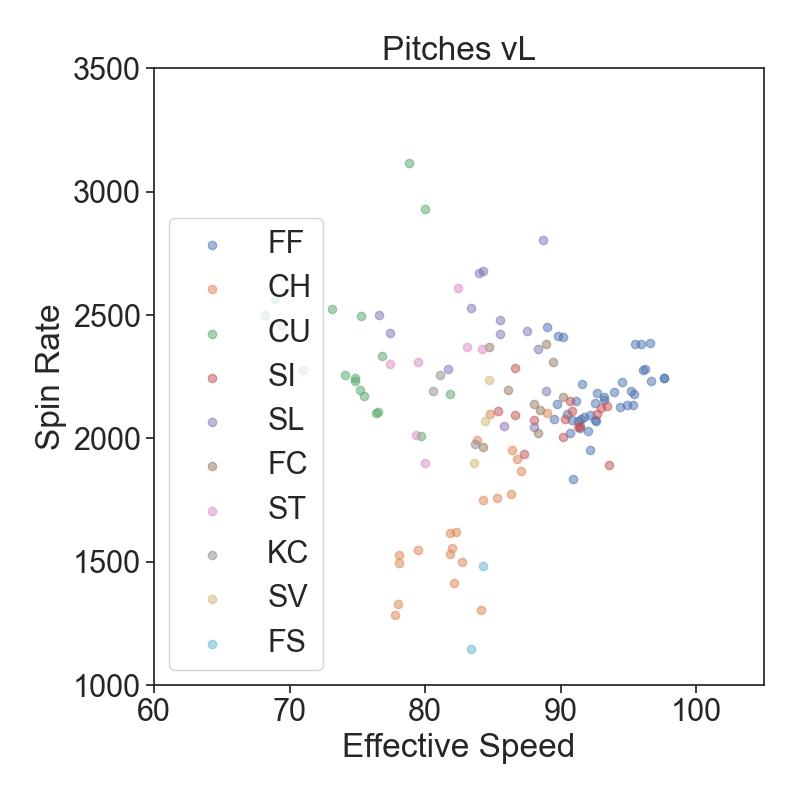 Pitches vL
3500
3000
2500
2000
1500
1000
Spin Rate
FF
CH
CU
SI
SL
FC
ST
KC
SV
FS
60 70 80 90 100
Effective Speed